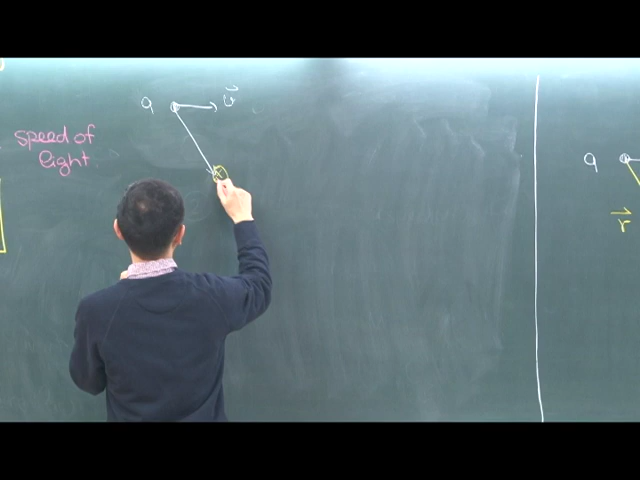 speed of
light
q
v
q
r